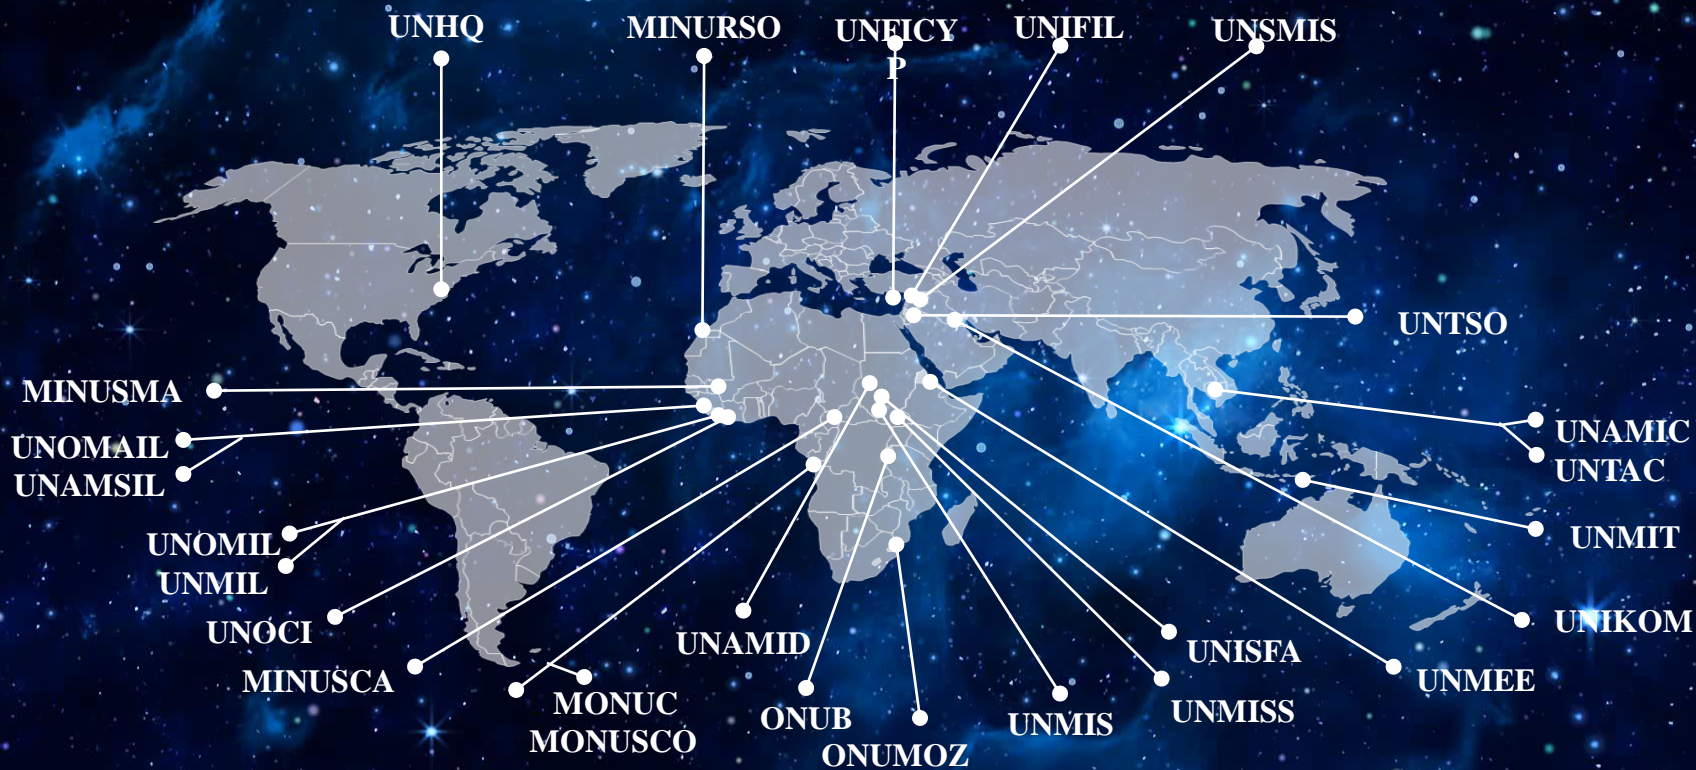 UNHQ
MINURSO
UNFICY
P
UNIFIL
UNSMIS
UNTSO
MINUSMA
UNOMAIL
UNAMSIL
UNAMIC
UNTAC
UNOMIL
UNMIL
UNMIT
UNOCI
UNIKOM
UNAMID
UNISFA
MINUSCA
UNMEE
MONUC
MONUSCO
ONUB
UNMIS
UNMISS
ONUMOZ